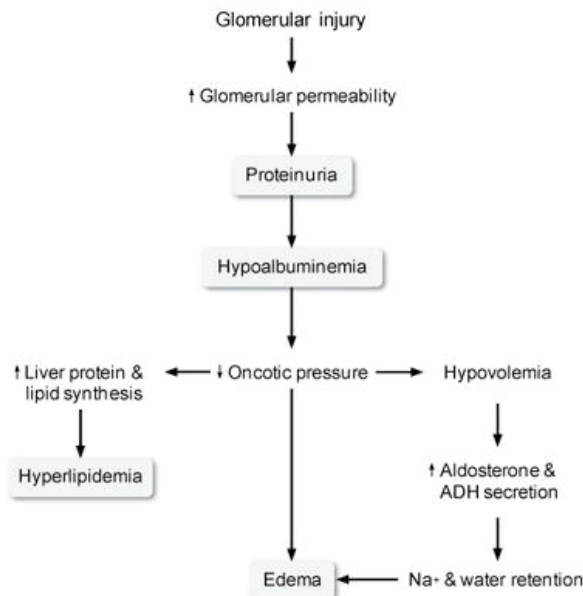 Glomerular injury
↑ Glomerular permeability
Proteinuria
Hypoalbuminemia
↑ Liver protein &
lipid synthesis
↓ Oncotic pressure
Hypovolemia
Hyperlipidemia
↑ Aldosterone &
ADH secretion
Edema
Na+ & water retention